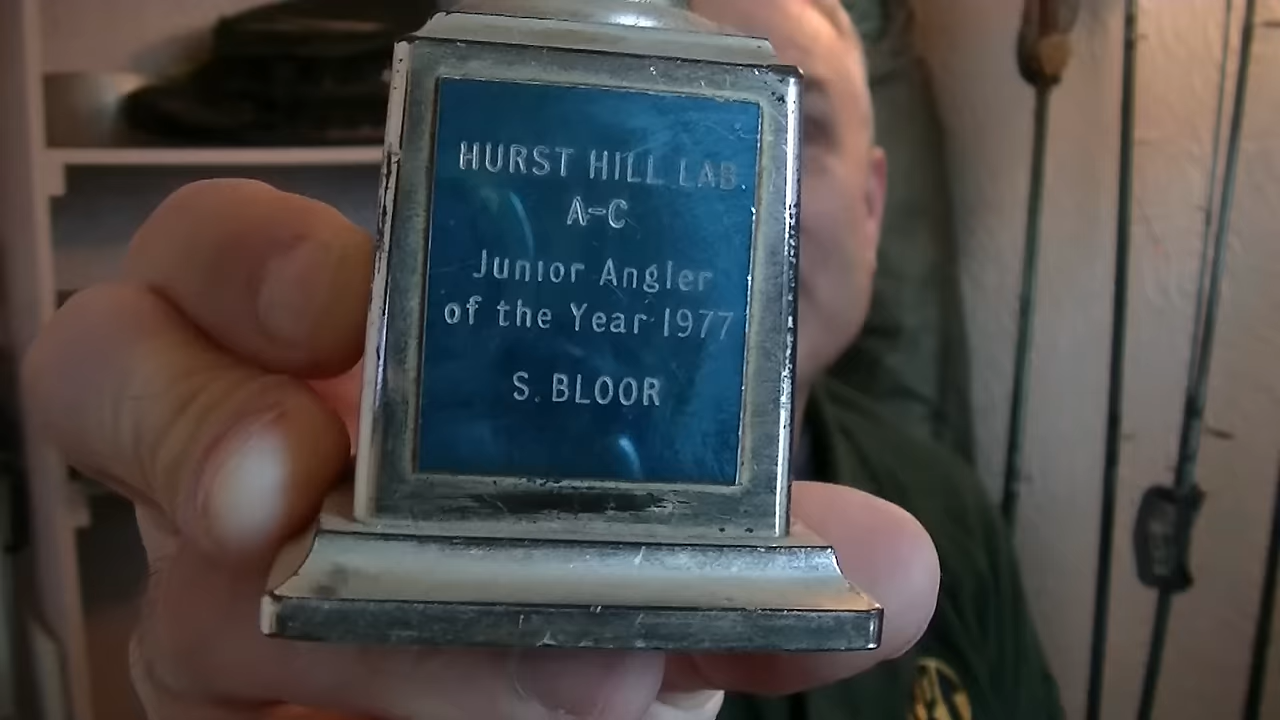 HURST HILL LAB.
A-C
Junior Angler
of the Year 1977
S. BLOOR